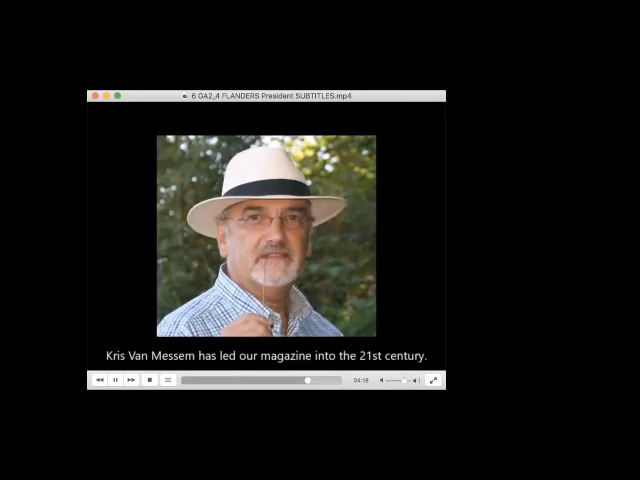 6 GA2_4 FLANDERS President SUBTITLES.mp4
Kris Van Messem has led our magazine into the 21st century.
04:18